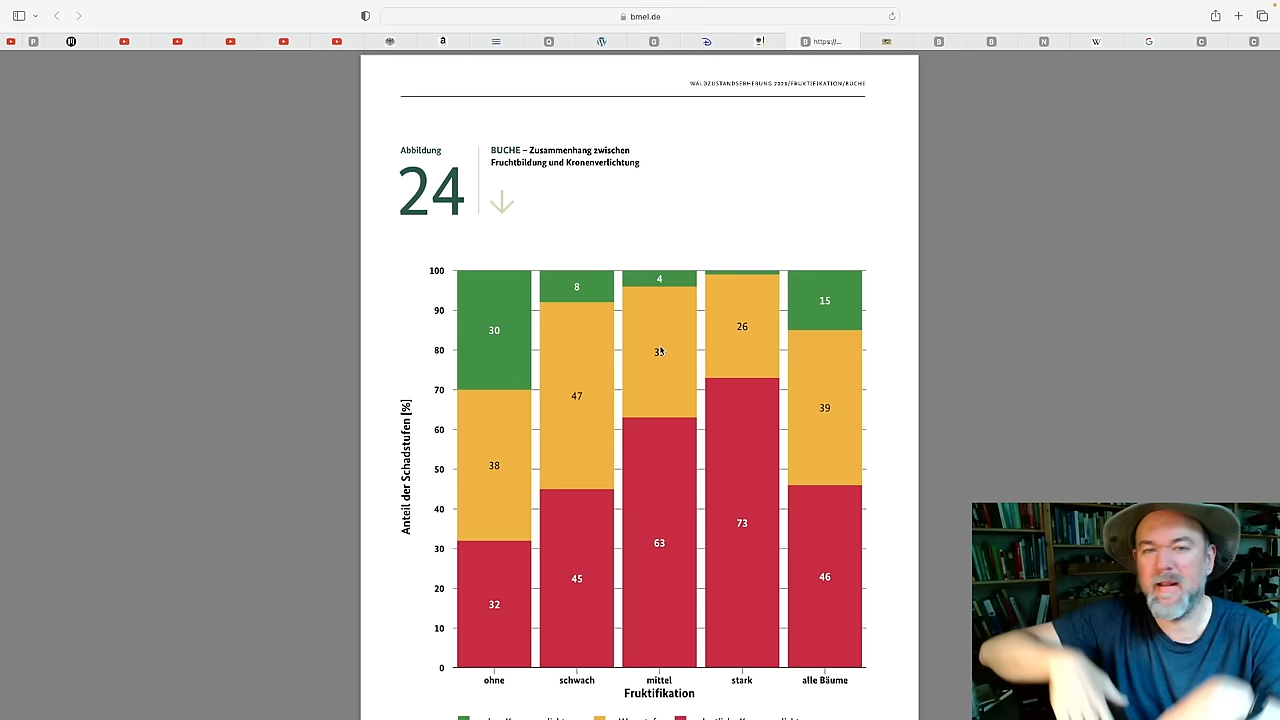 bmel.de
https://...
WALDZUSTANDSERHEBUNG 2023/FRUKTIFIKATION/BUCHE
Abbildung
24
BUCHE – Zusammenhang zwischen
Fruchtbildung und Kronenverlichtung
Anteil der Schadstufen [%]
100
90
80
70
60
50
40
30
20
10
0
30
38
32
8
47
45
4
63
26
73
15
39
46
ohne
schwach
mittel
stark
alle Bäume
Fruktifikation